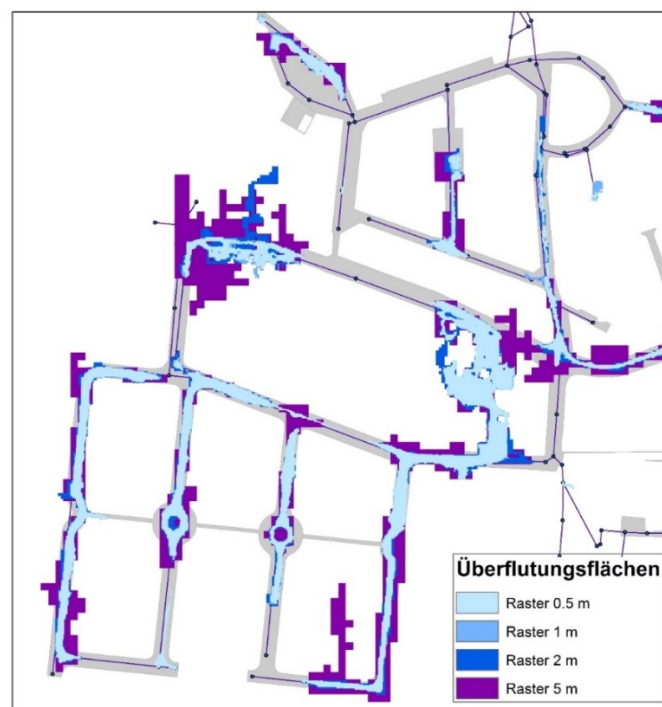 Überflutungsflächen
Raster 0.5 m
Raster 1 m
Raster 2 m
Raster 5 m